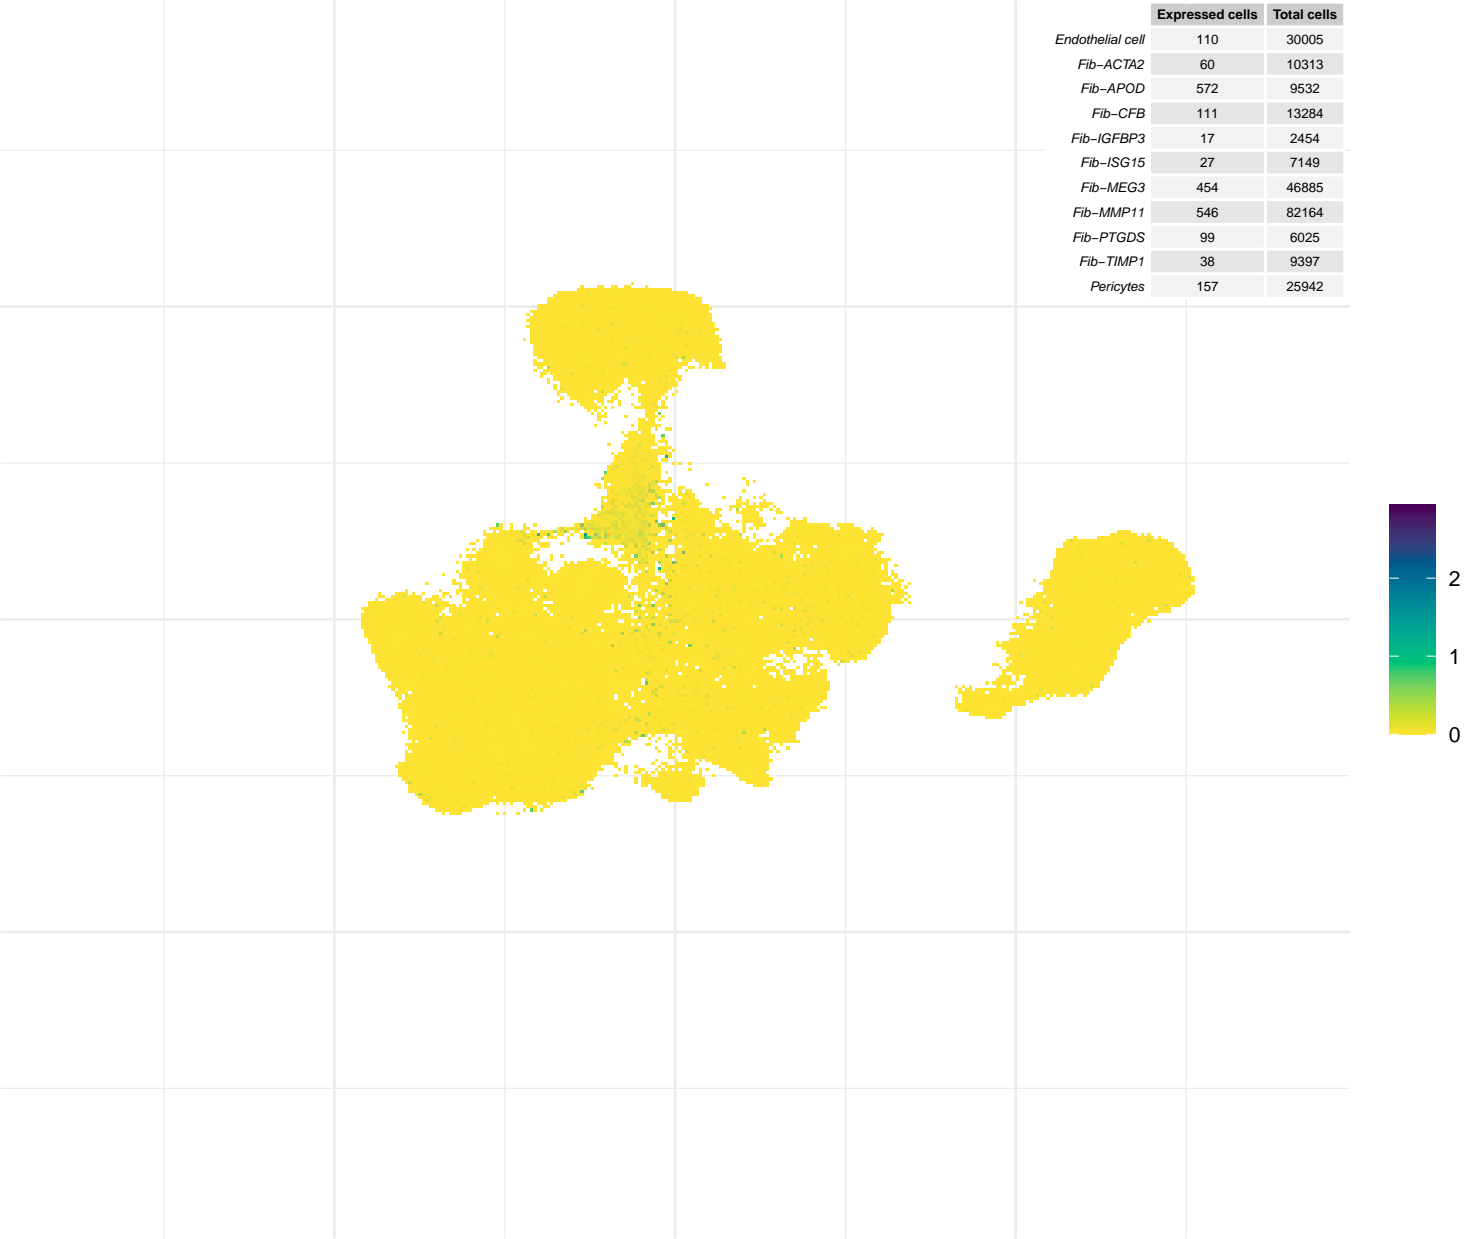 Expressed cells Total cells
Endothelial cell 110 30005
Fib−ACTA2 60 10313
Fib−APOD 572 9532
Fib−CFB 111 13284
Fib−IGFBP3 17 2454
Fib−ISG15 27 7149
Fib−MEG3 454 46885
Fib−MMP11 546 82164
Fib−PTGDS 99 6025
Fib−TIMP1 38 9397
Pericytes 157 25942
2
1
0